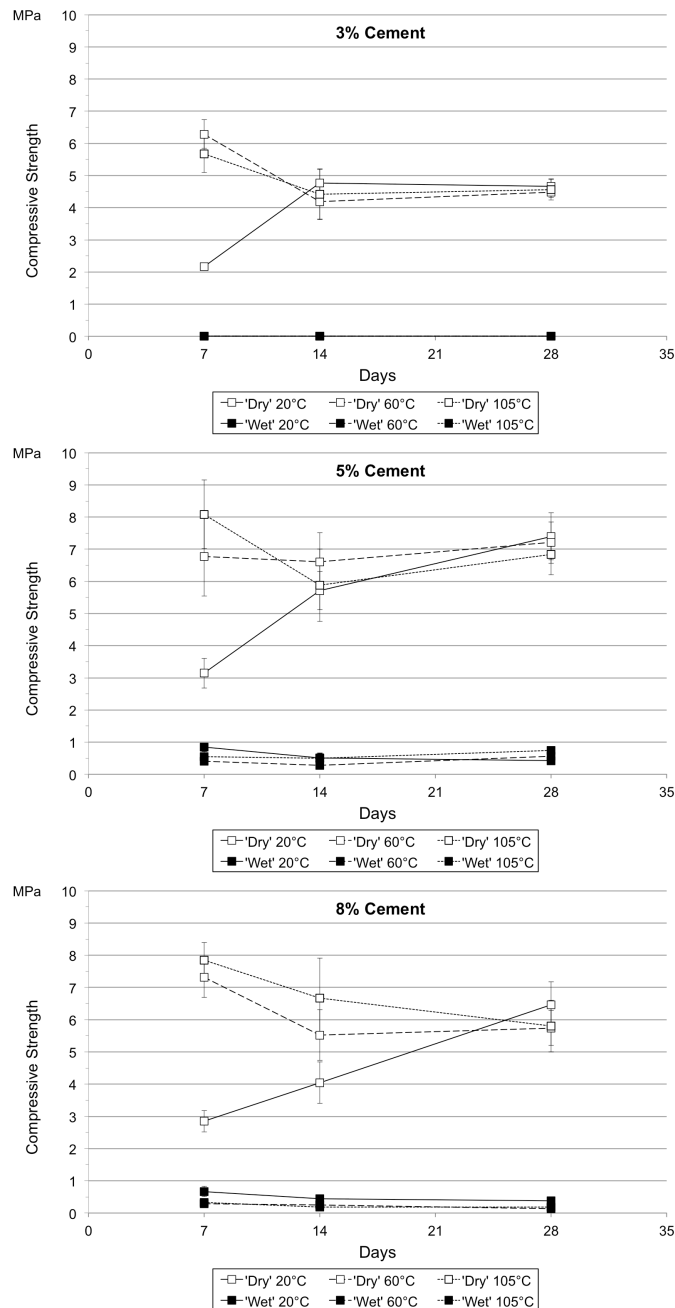 MPa
3% Cement
10
9
8
7
6
5
4
3
2
1
0
Compressive Strength
0 7 14 21 28 35
Days
'Dry' 20°C 'Dry' 60°C 'Dry' 105°C
'Wet' 20°C 'Wet' 60°C 'Wet' 105°C
MPa
5% Cement
10
9
8
7
6
5
4
3
2
1
0
Compressive Strength
0 7 14 21 28 35
Days
'Dry' 20°C 'Dry' 60°C 'Dry' 105°C
'Wet' 20°C 'Wet' 60°C 'Wet' 105°C
MPa
8% Cement
10
9
8
7
6
5
4
3
2
1
0
Compressive Strength
0 7 14 21 28 35
Days
'Dry' 20°C 'Dry' 60°C 'Dry' 105°C
'Wet' 20°C 'Wet' 60°C 'Wet' 105°C